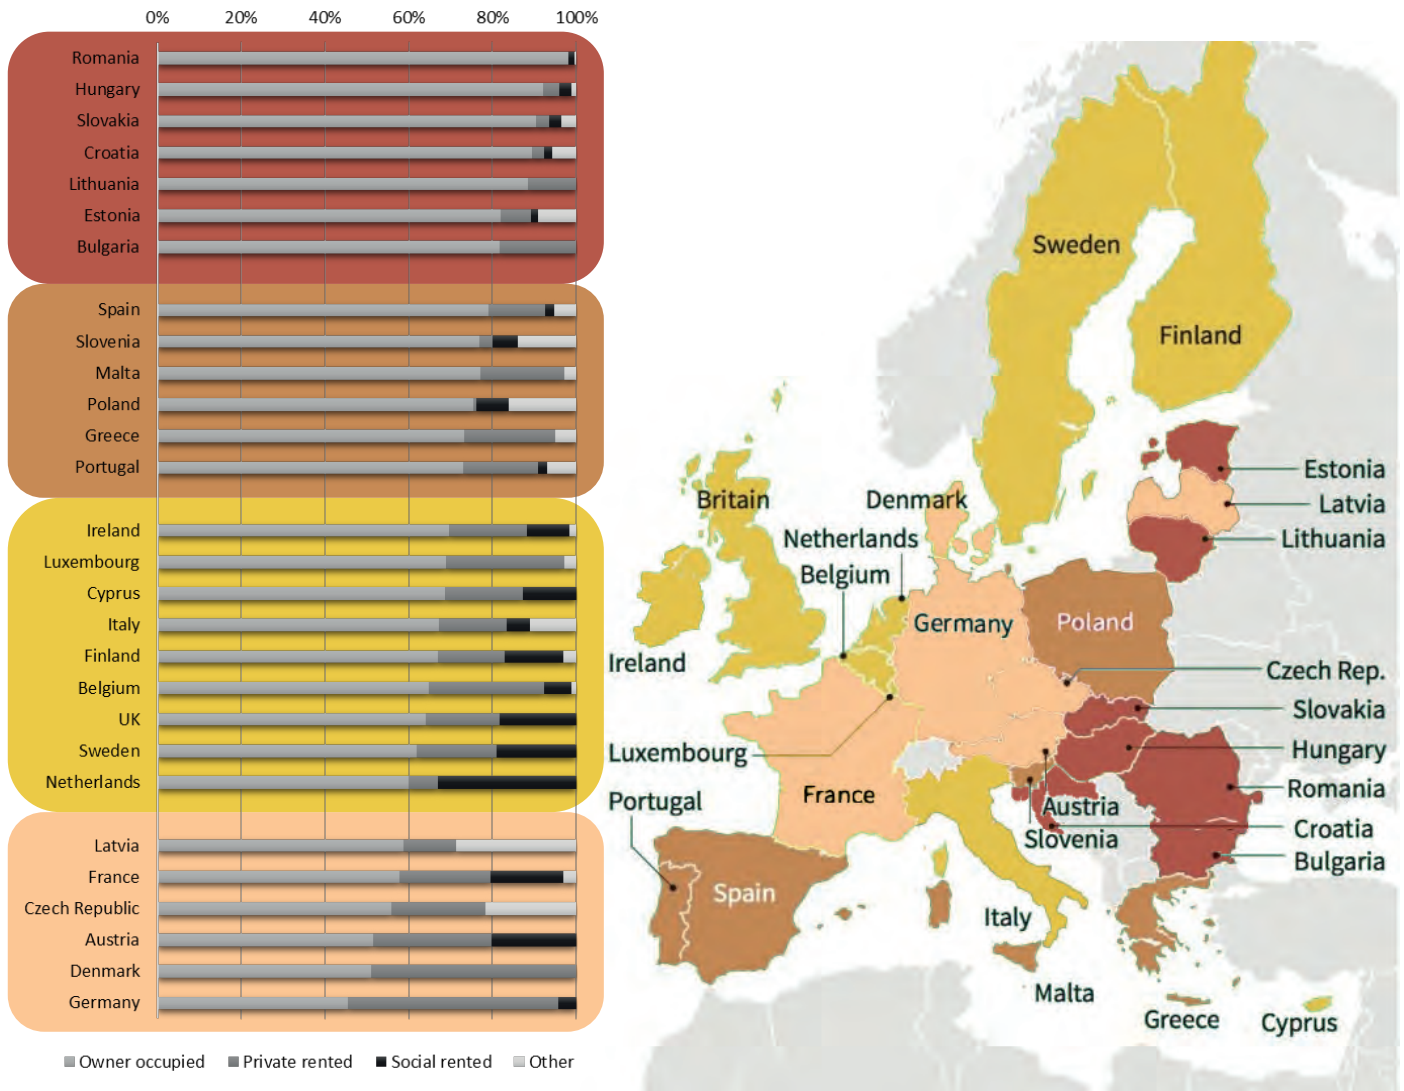 0% 20% 40% 60% 80% 100%
Romania
Hungary
Slovakia
Croatia
Lithuania
Estonia
Bulgaria
Spain
Slovenia
Malta
Poland
Greece
Portugal
Ireland
Luxembourg
Cyprus
Italy
Finland
Belgium
UK
Sweden
Netherlands
Latvia
France
Czech Republic
Austria
Denmark
Germany
Owner occupied Private rented Social rented Other
Sweden
Finland
Estonia
Britain Denmark
Latvia
Netherlands
Lithuania
Belgium
Germany
Poland
Ireland
Czech Rep.
Slovakia
Luxembourg
Hungary
Romania
France
Portugal
Austria
Croatia
Slovenia
Bulgaria
Spain
Italy
Malta
Greece
Cyprus